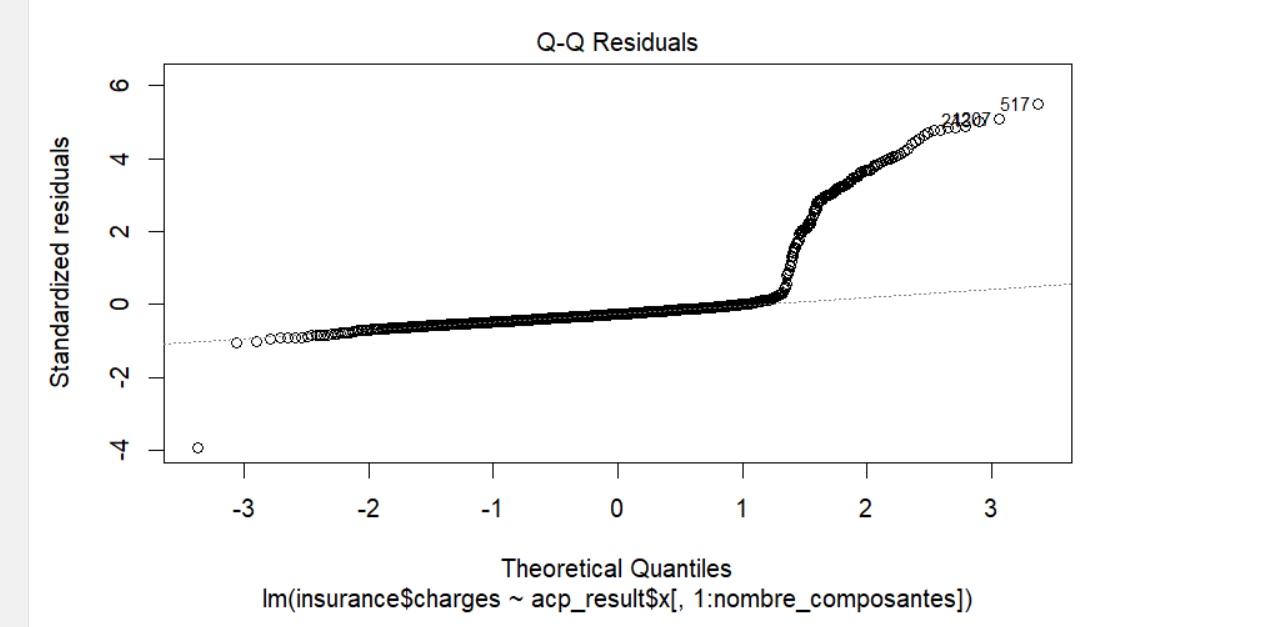 Q-Q Residuals
6
4
2
0
-2
-4
Standardized residuals
517
-3 -2 -1 0 1 2 3
Theoretical Quantiles
lm(insurance$charges ~ acp_result$x[, 1:nombre_composantes])